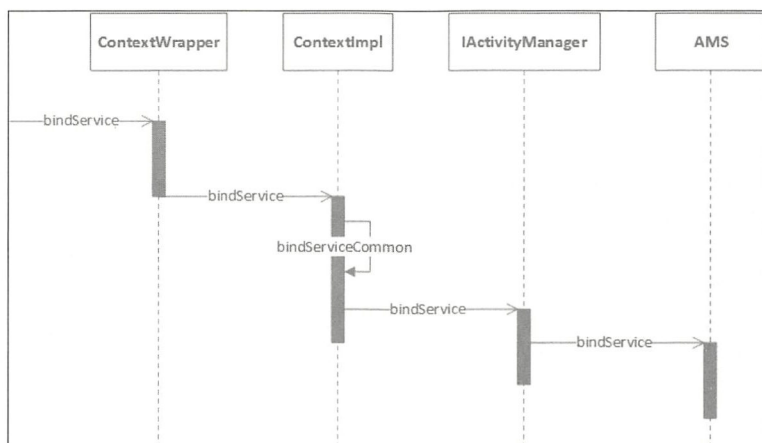 ContextWrapper
ContextImpl
IActivityManager
AMS
bindService
bindService
bindServiceCommon
bindService
bindService